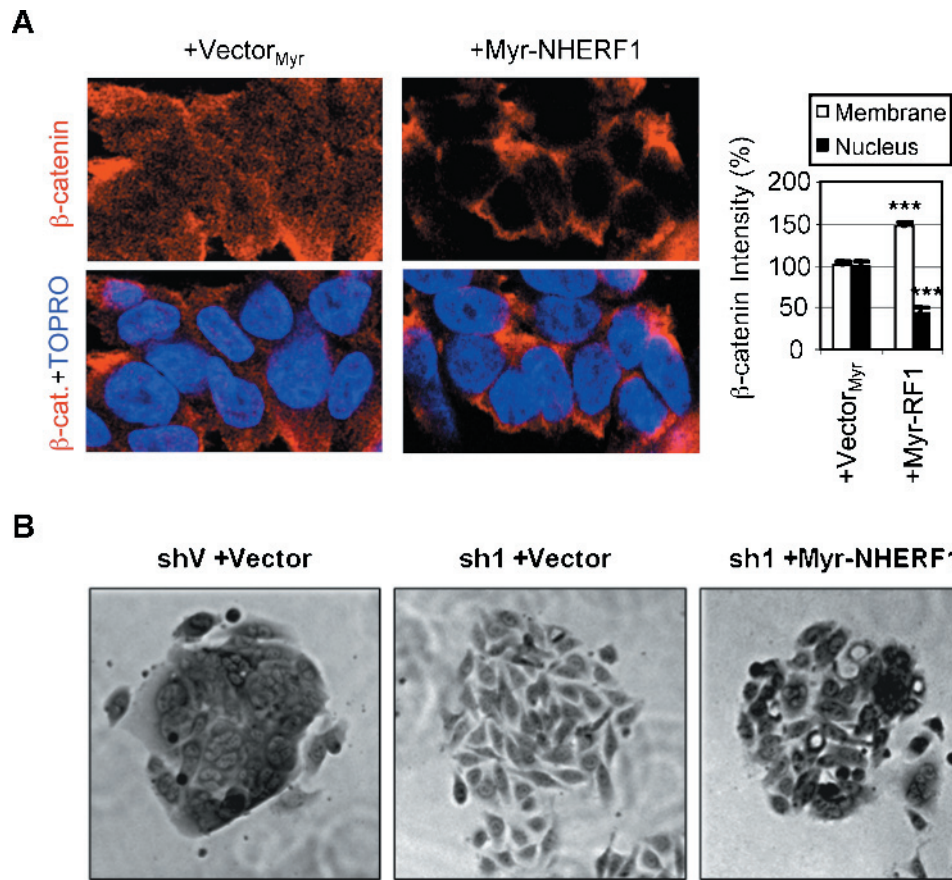 A
+VectorMyr
+Myr-NHERF1
β-catenin
β-cat.+TOPRO
Membrane
Nucleus
β-catenin Intensity (%)
200
150
100
50
0
***
***
+VectorMyr
+Myr-RF1
B
shV +Vector
sh1 +Vector
sh1 +Myr-NHERF1